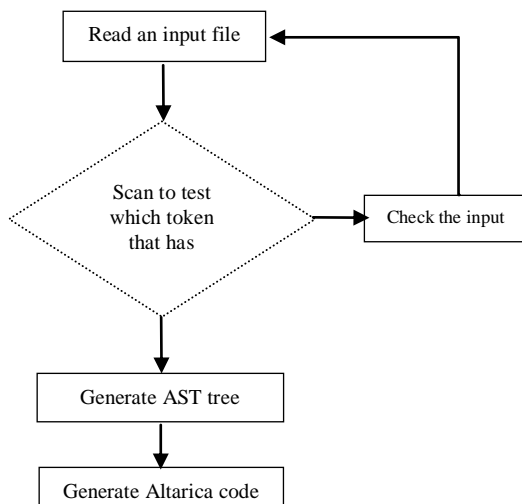 Read an input file
Scan to test
which token
that has
Check the input
Generate AST tree
Generate Altarica code